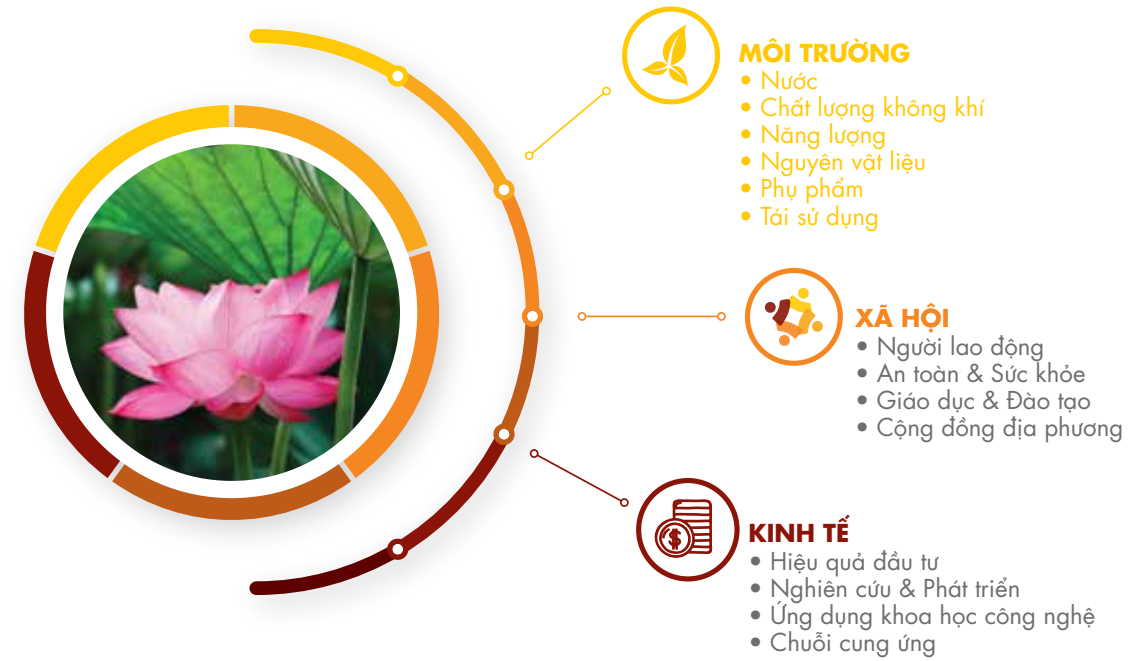 MÔI TRƯỜNG
• Nước
• Chất lượng không khí
• Năng lượng
• Nguyên vật liệu
• Phụ phẩm
• Tái sử dụng
XÃ HỘI
• Người lao động
• An toàn & Sức khỏe
• Giáo dục & Đào tạo
• Cộng đồng địa phương
$
KINH TẾ
• Hiệu quả đầu tư
• Nghiên cứu & Phát triển
• Ứng dụng khoa học công nghệ
• Chuỗi cung ứng